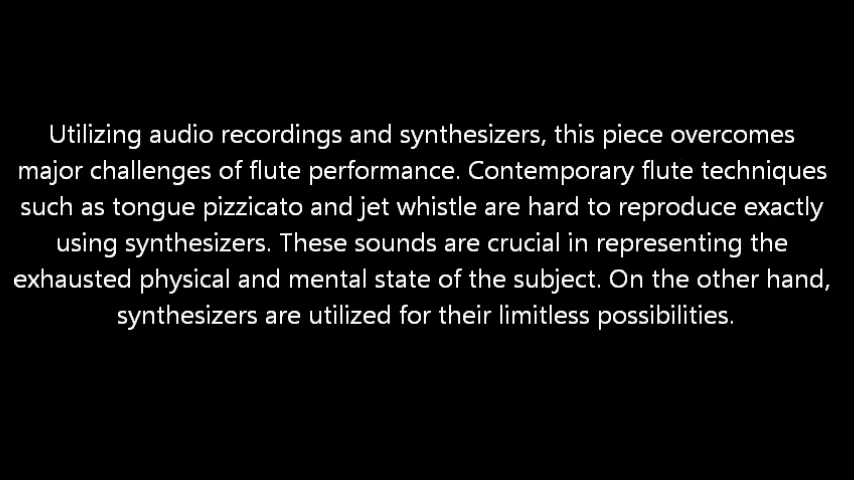 Utilizing audio recordings and synthesizers, this piece overcomes
major challenges of flute performance. Contemporary flute techniques
such as tongue pizzicato and jet whistle are hard to reproduce exactly
using synthesizers. These sounds are crucial in representing the
exhausted physical and mental state of the subject. On the other hand,
synthesizers are utilized for their limitless possibilities.